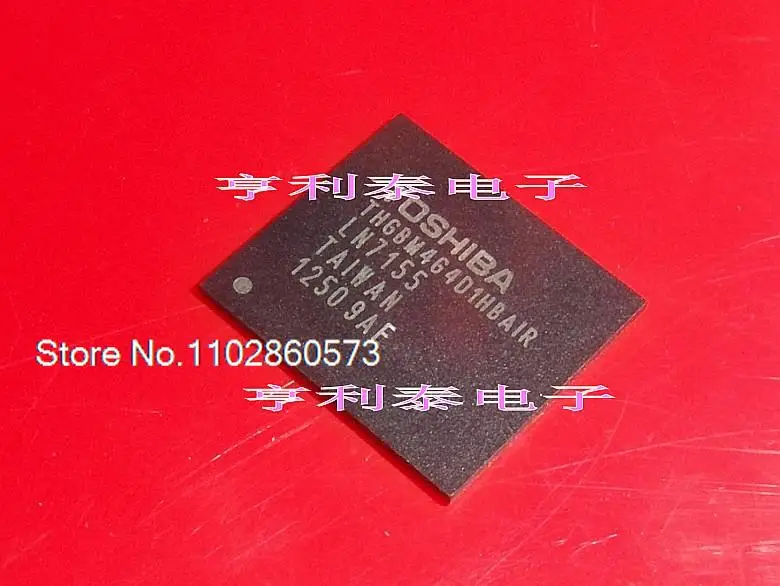 亨利泰电子
TOSHIBA
THGBM4G4D1HBAIR
LN7155
TAIWAN
12509AE
Store No.1102860573
亨利泰电子